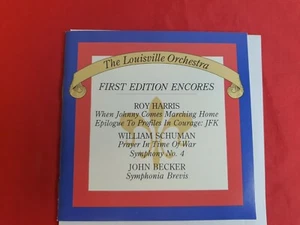 The Louisville Orchestra
FIRST EDITION ENCORES
ROY HARRIS
When Johnny Comes Marching Home
Epilogue To Profiles In Courage: JFK
WILLIAM SCHUMAN
Prayer In Time Of War
Symphony No. 4
JOHN BECKER
Symphonia Brevis